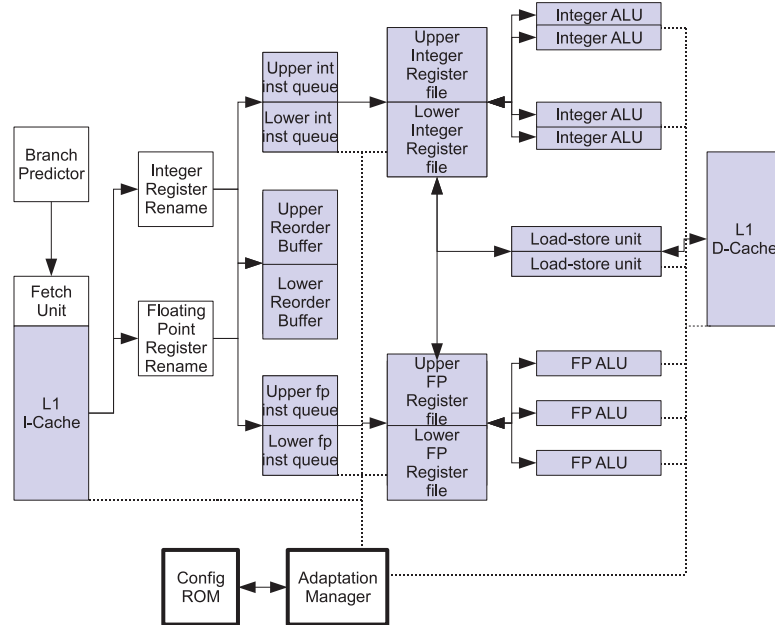 Integer ALU
Integer ALU
Upper
Integer
Register
file
Lower
Integer
Register
file
Upper int
inst queue
Lower int
inst queue
Integer ALU
Integer ALU
Branch
Predictor
Integer
Register
Rename
Upper
Reorder
Buffer
Lower
Reorder
Buffer
Load-store unit
Load-store unit
L1
D-Cache
Fetch
Unit
Floating
Point
Register
Rename
L1
I-Cache
Upper fp
inst queue
Lower fp
inst queue
Upper
FP
Register
file
Lower
FP
Register
file
FP ALU
FP ALU
FP ALU
Config
ROM
Adaptation
Manager